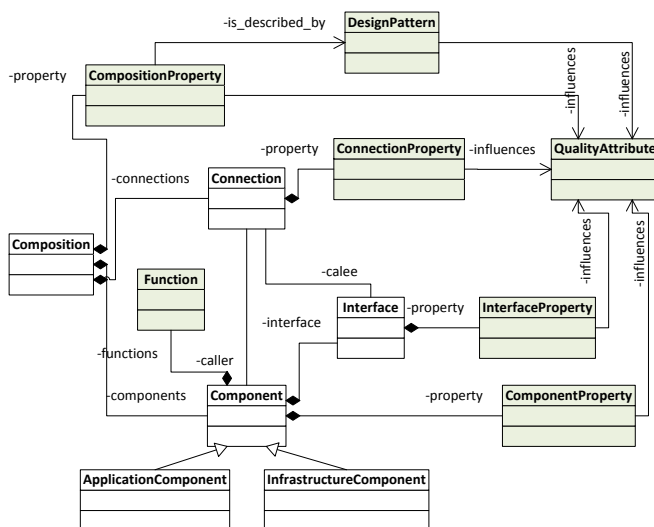 -is_described_by
DesignPattern
-property
CompositionProperty
-influences
-influences
-property
ConnectionProperty
-influences
QualityAttribute
-connections
Connection
Composition
-calee
-influences
-influences
Function
Interface
-property
InterfaceProperty
-interface
-functions
-caller
-components
Component
-property
ComponentProperty
ApplicationComponent
InfrastructureComponent